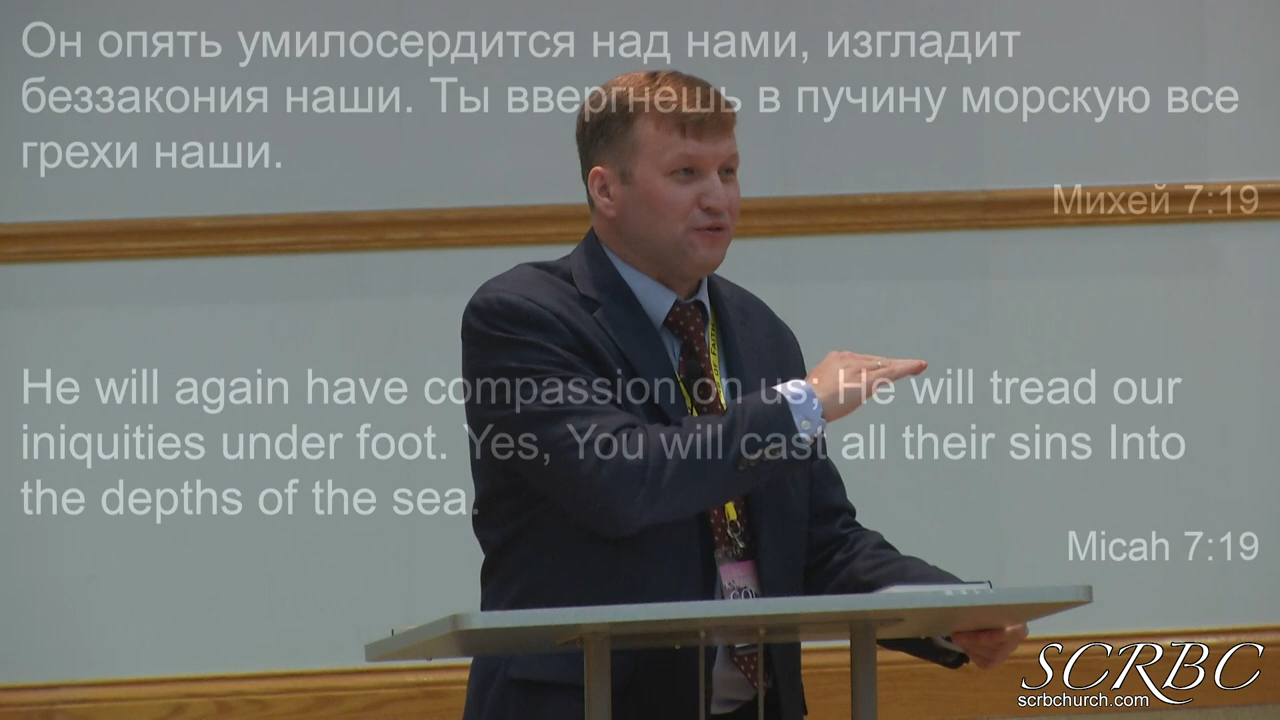 Он опять умилосердится над нами, изгладит
беззакония наши. Ты ввергнешь в пучину морскую все
грехи наши.
Михей 7:19
OF FAITH
He will again have compassion on us; He will tread our
iniquities under foot. Yes, You will cast all their sins Into
the depths of the sea.
Micah 7:19
SCRBC
scrbchurch.com